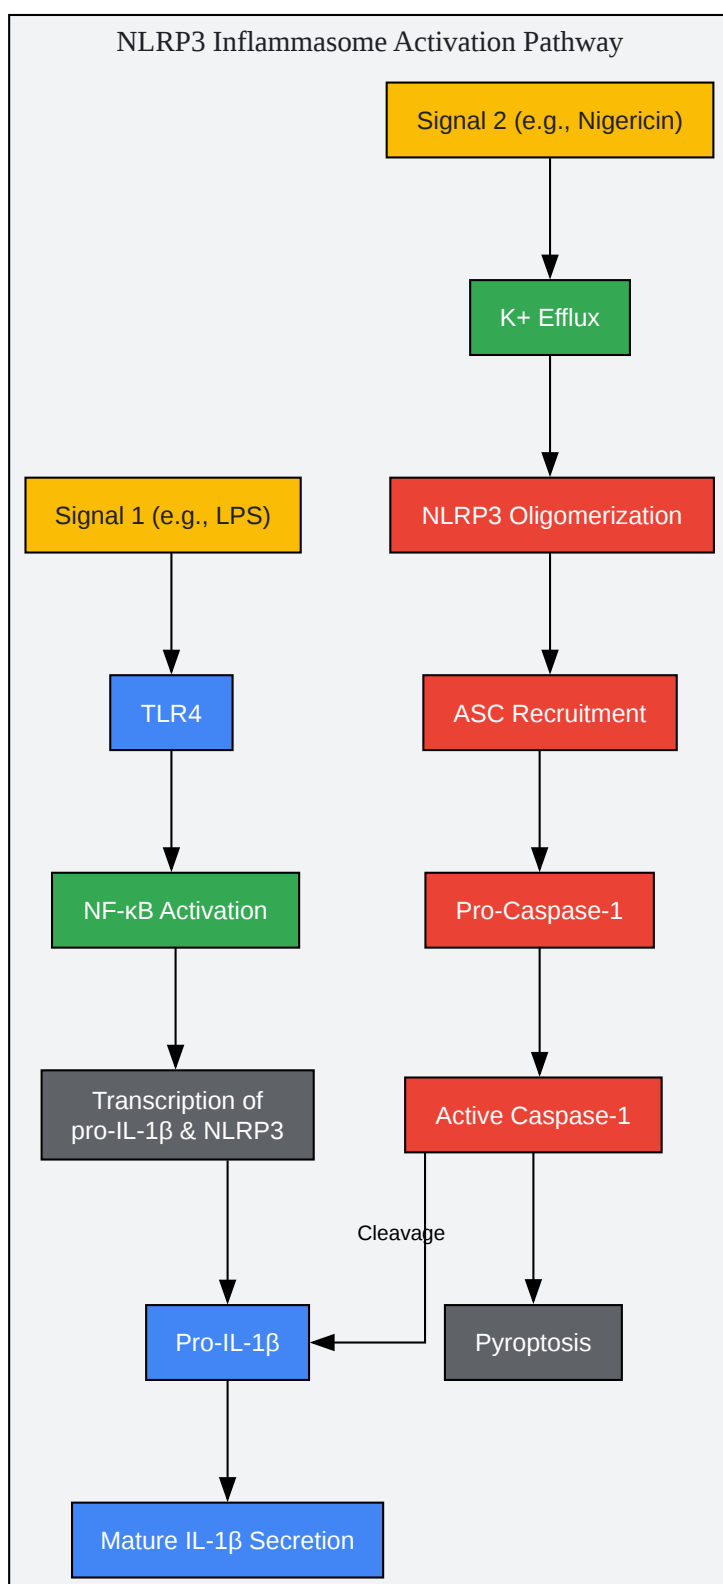 NLRP3 Inflammasome Activation Pathway
Signal 2 (e.g., Nigericin)
K+ Efflux
Signal 1 (e.g., LPS)
NLRP3 Oligomerization
TLR4
ASC Recruitment
NF-κB Activation
Pro-Caspase-1
Transcription of
pro-IL-1β & NLRP3
Active Caspase-1
Cleavage
Pro-IL-1β
Pyroptosis
Mature IL-1β Secretion